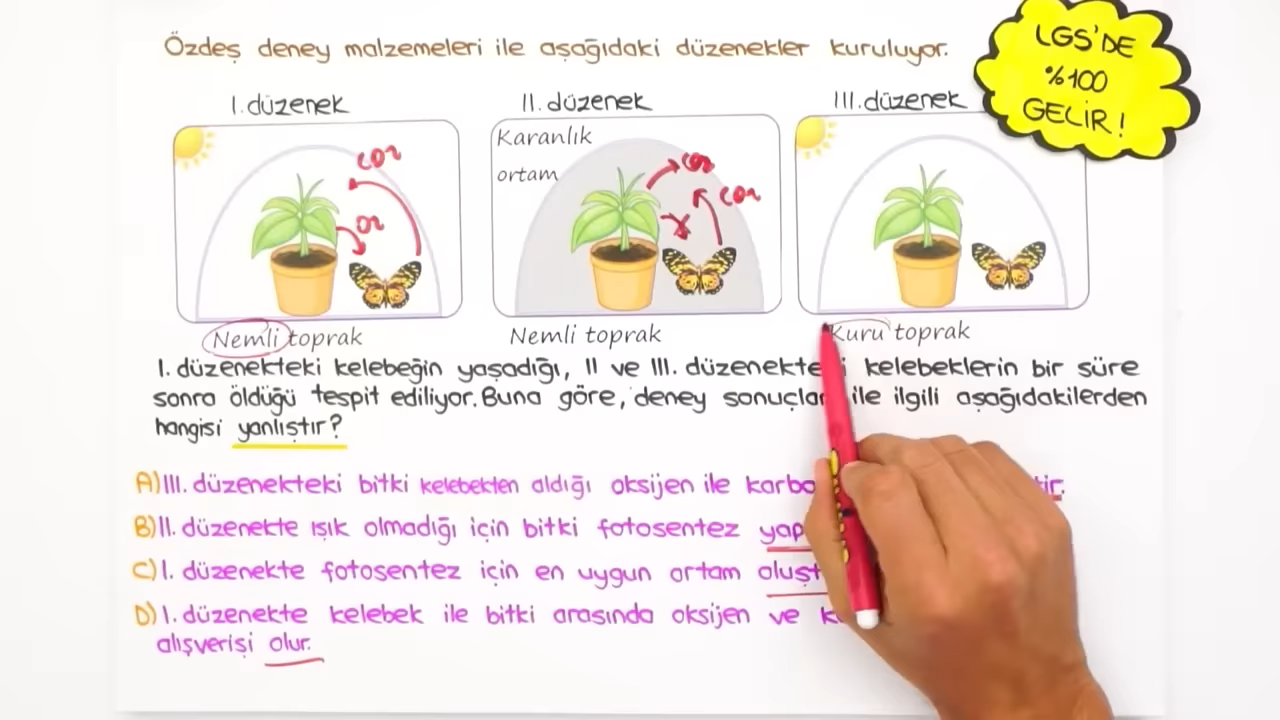 Özdeş deney malzemeleri ile aşağıdaki düzenekler kuruluyor.
LGS'DE
%100
GELİR!
I.düzenek
II.düzenek
III.düzenek
Karanlık
ortam
CO2
O2
CO2
CO2
Nemli toprak
Nemli toprak
Kuru toprak
I. düzenekteki kelebeğin yaşadığı, II ve III. düzenekteki kelebeklerin bir süre
sonra öldüğü tespit ediliyor. Buna göre, deney sonuçları ile ilgili aşağıdakilerden
hangisi yanlıştır?
A) III. düzenekteki bitki kelebekten aldığı oksijen ile
B) II. düzenekte ışık olmadığı için bitki fotosentez
C) I. düzenekte fotosentez için en uygun ortam
D) I. düzenekte kelebek ile bitki arasında oksijen ve
alışverişi olur.